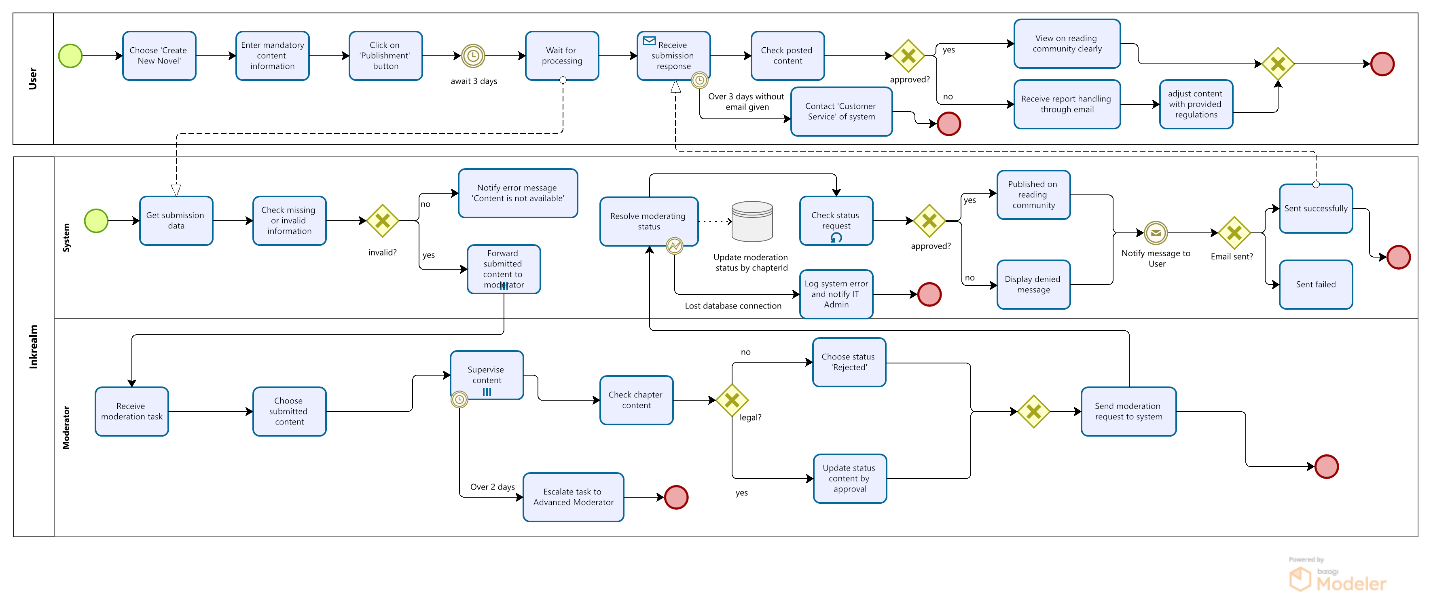 User
Choose 'Create
New Novel'
Enter mandatory
content
information
Click on
'Publishment'
button
await 3 days
Wait for
processing
Receive
submission
response
Over 3 days without
email given
Check posted
content
Contact 'Customer
Service' of system
approved?
yes
no
View on reading
community clearly
Receive report handling
through email
adjust content
with provided
regulations
Inkrealm
System
Get submission
data
Check missing
or invalid
information
invalid?
no
yes
Notify error message
'Content is not available'
Forward
submitted
content to
moderator
Resolve moderating
status
Update moderation
status by chapterId
Lost database connection
Check status
request
Log system error
and notify IT
Admin
approved?
yes
no
Published on
reading
community
Display denied
message
Notify message to
User
Email sent?
Sent successfully
Sent failed
Moderator
Receive
moderation task
Choose
submitted
content
Supervise
content
Over 2 days
Escalate task to
Advanced Moderator
Check chapter
content
legal?
no
yes
Choose status
'Rejected'
Update status
content by
approval
Send moderation
request to system
Powered by
bizagi
Modeler